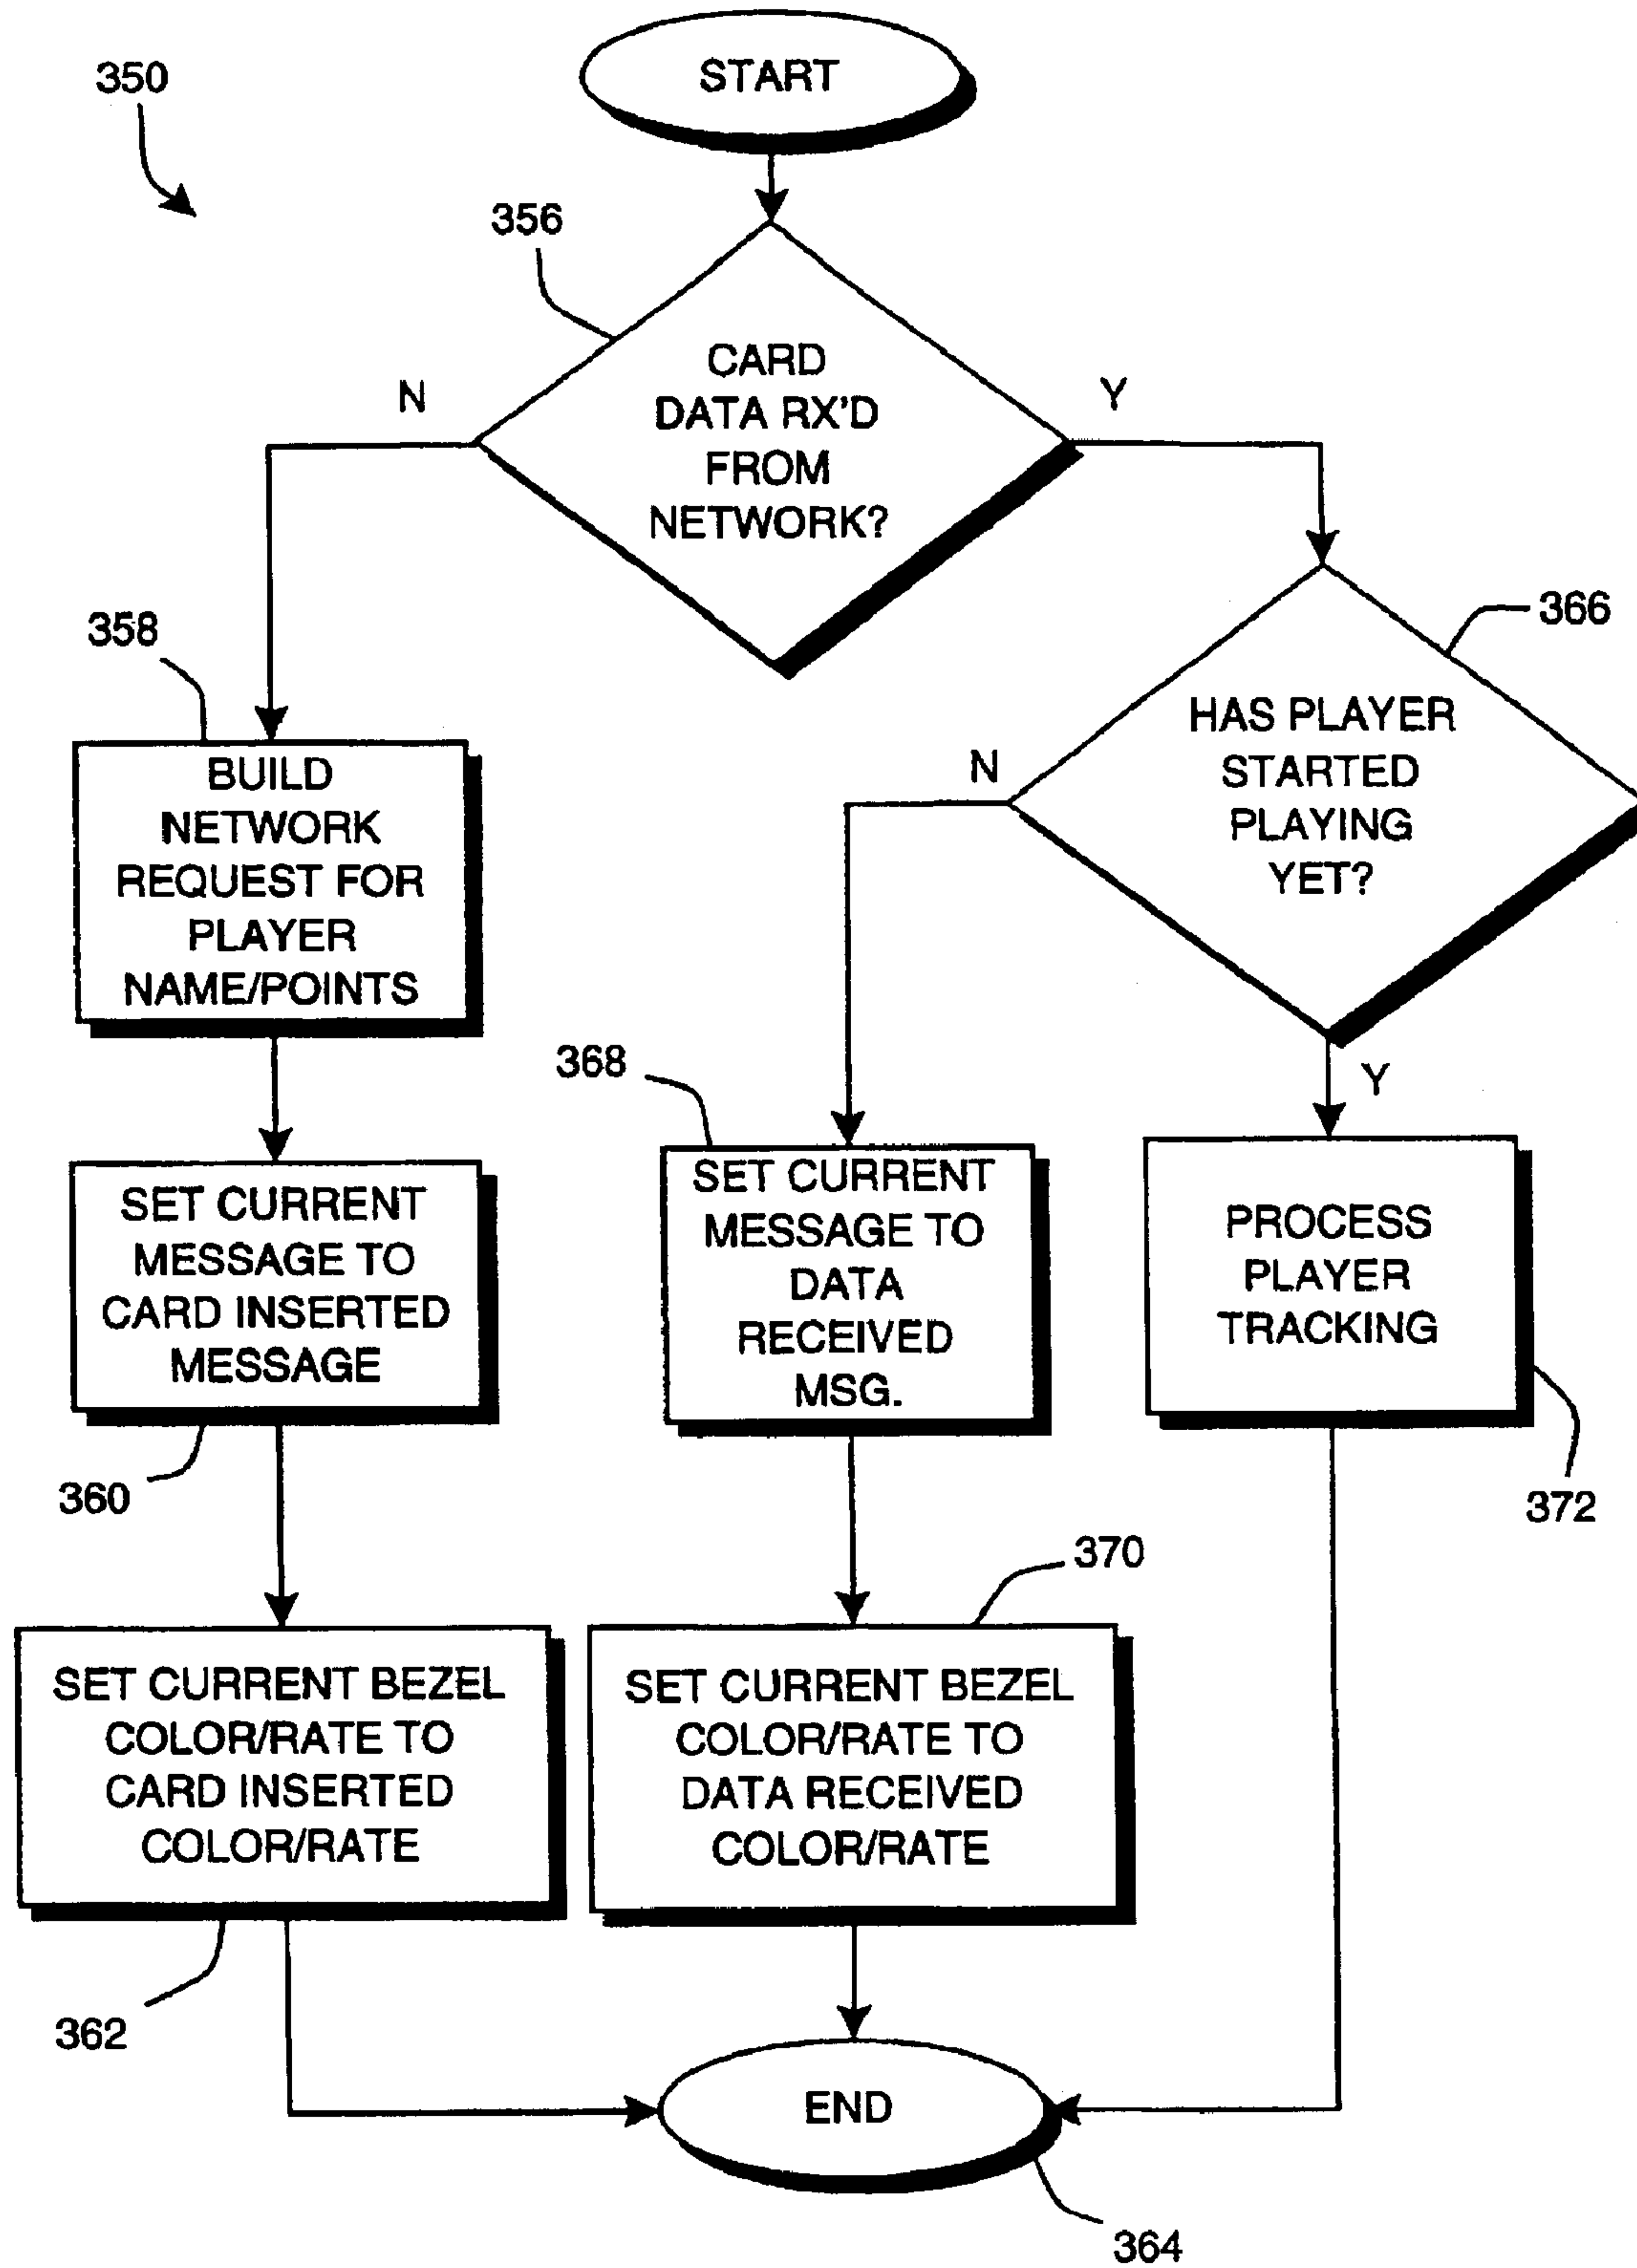 350
START
356
CARD
DATA RX'D
FROM
NETWORK?
N
Y
358
366
BUILD
NETWORK
REQUEST FOR
PLAYER
NAME/POINTS
HAS PLAYER
STARTED
PLAYING
YET?
N
Y
368
SET CURRENT
MESSAGE TO
CARD INSERTED
MESSAGE
360
SET CURRENT
MESSAGE TO
DATA
RECEIVED
MSG.
PROCESS
PLAYER
TRACKING
372
370
SET CURRENT BEZEL
COLOR/RATE TO
CARD INSERTED
COLOR/RATE
362
SET CURRENT BEZEL
COLOR/RATE TO
DATA RECEIVED
COLOR/RATE
END
364